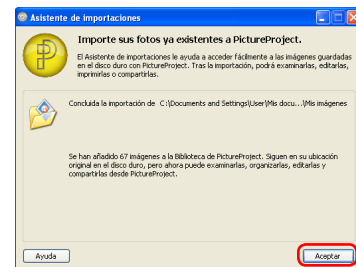 Asistente de importaciones
Importe sus fotos ya existentes a PictureProject.
El Asistente de importaciones le ayuda a acceder fácilmente a las imágenes guardadas
en el disco duro con PictureProject. Tras la importación, podrá examinarlas, editarlas,
imprimirlas o compartirlas.
Concluida la importación de C:\Documents and Settings\User\Mis docu...\Mis imágenes
Se han añadido 67 imágenes a la Biblioteca de PictureProject. Siguen en su ubicación
original en el disco duro, pero ahora puede examinarlas, organizarlas, editarlas y
compartirlas desde PictureProject.
Ayuda
Aceptar